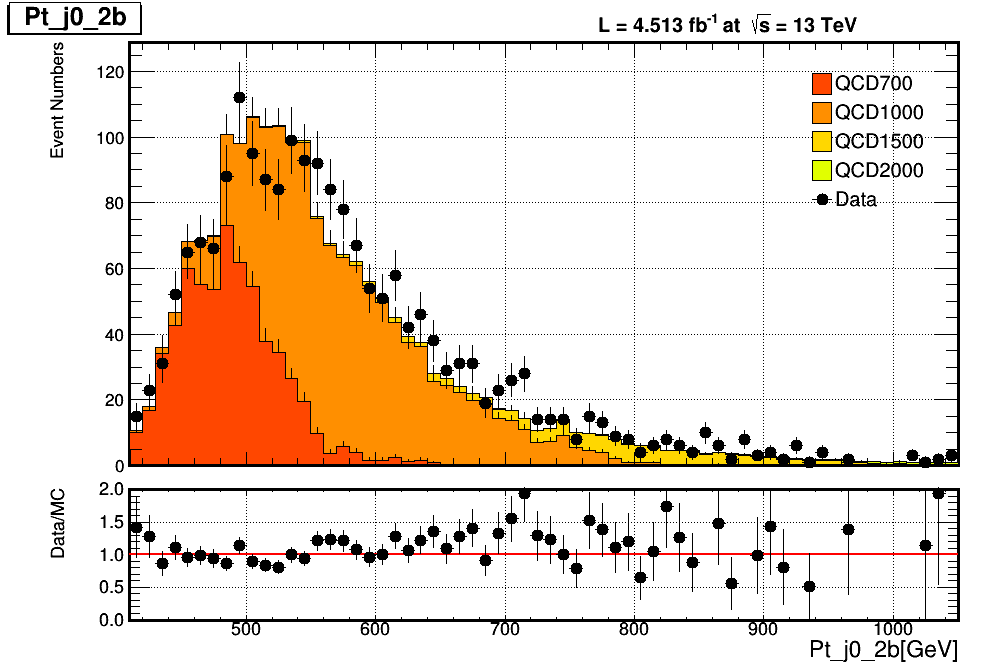 Pt_j0_2b
L = 4.513 fb-1 at √s = 13 TeV
Event Numbers
120
100
80
60
40
20
0
QCD700
QCD1000
QCD1500
QCD2000
Data
Data/MC
2.0
1.5
1.0
0.5
0.0
500 600 700 800 900 1000
Pt_j0_2b[GeV]